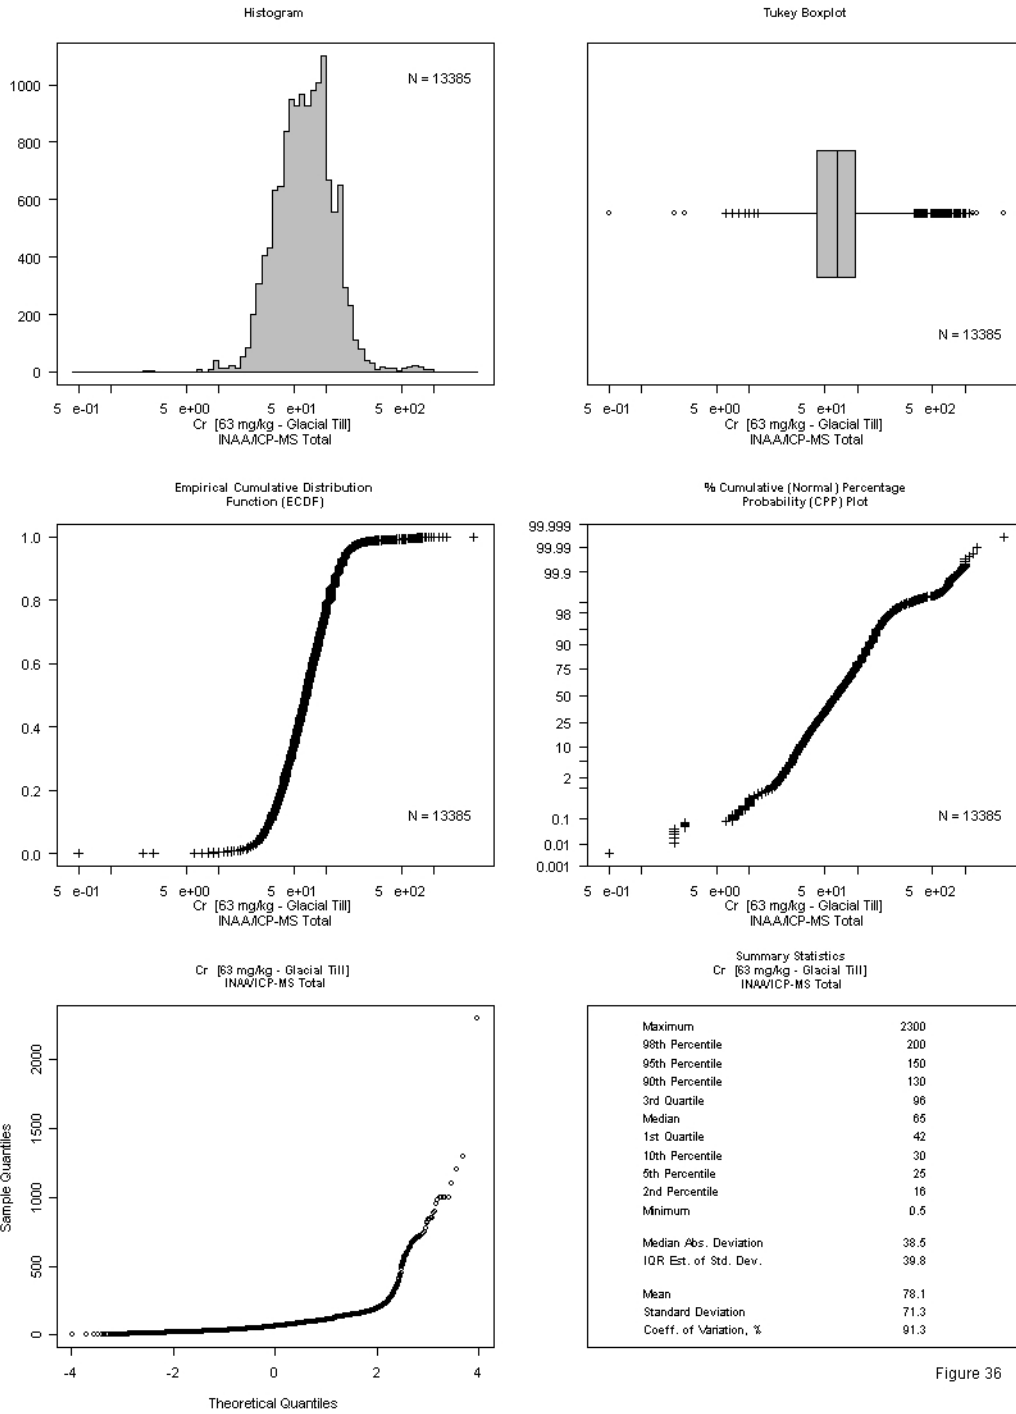 Histogram
N = 13385
1000
800
600
400
200
0
5 e-01 5 e+00 5 e+01 5 e+02
Cr [63 mg/kg - Glacial Till]
INAA/ICP-MS Total
Tukey Boxplot
N = 13385
5 e-01 5 e+00 5 e+01 5 e+02
Cr [63 mg/kg - Glacial Till]
INAA/ICP-MS Total
Empirical Cumulative Distribution
Function (ECDF)
1.0
0.8
0.6
0.4
0.2
0.0
N = 13385
5 e-01 5 e+00 5 e+01 5 e+02
Cr [63 mg/kg - Glacial Till]
INAA/ICP-MS Total
% Cumulative (Normal) Percentage
Probability (CPP) Plot
99.999
99.99
99.9
98
90
75
50
25
10
2
0.1
0.01
0.001
N = 13385
5 e-01 5 e+00 5 e+01 5 e+02
Cr [63 mg/kg - Glacial Till]
INAA/ICP-MS Total
Cr [63 mg/kg - Glacial Till]
INAA/ICP-MS Total
Sample Quantiles
2000
1500
1000
500
0
-4 -2 0 2 4
Theoretical Quantiles
Summary Statistics
Cr [63 mg/kg - Glacial Till]
INAA/ICP-MS Total
Maximum 2300
98th Percentile 200
95th Percentile 150
90th Percentile 130
3rd Quartile 96
Median 65
1st Quartile 42
10th Percentile 30
5th Percentile 25
2nd Percentile 16
Minimum 0.5
Median Abs. Deviation 38.5
IQR Est. of Std. Dev. 39.8
Mean 78.1
Standard Deviation 71.3
Coeff. of Variation, % 91.3
Figure 36